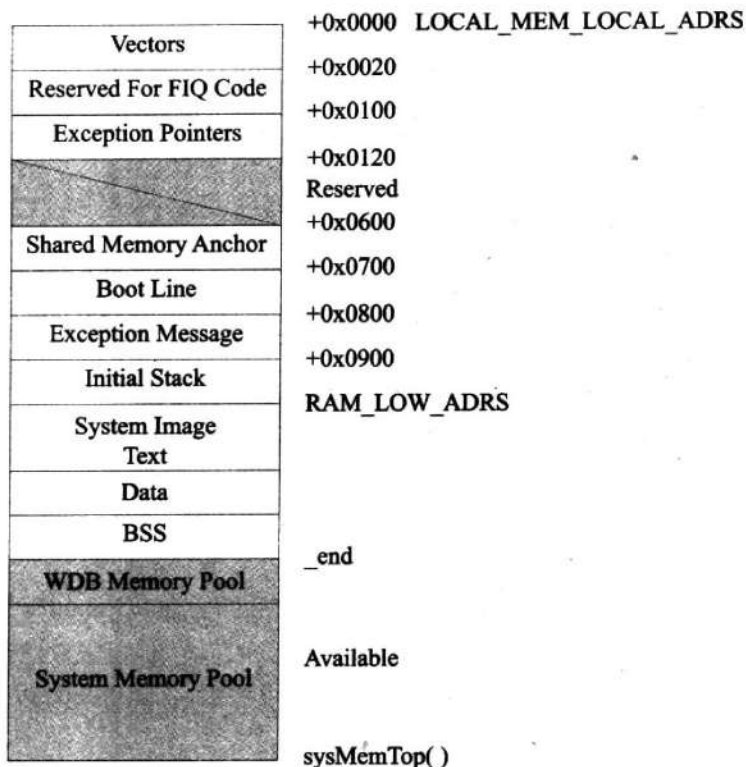 +0x0000 LOCAL_MEM_LOCAL_ADRS
Vectors
+0x0020
Reserved For FIQ Code
+0x0100
Exception Pointers
+0x0120
Reserved
+0x0600
Shared Memory Anchor
+0x0700
Boot Line
+0x0800
Exception Message
+0x0900
Initial Stack
RAM_LOW_ADRS
System Image
Text
Data
BSS
_end
WDB Memory Pool
Available
System Memory Pool
sysMemTop( )